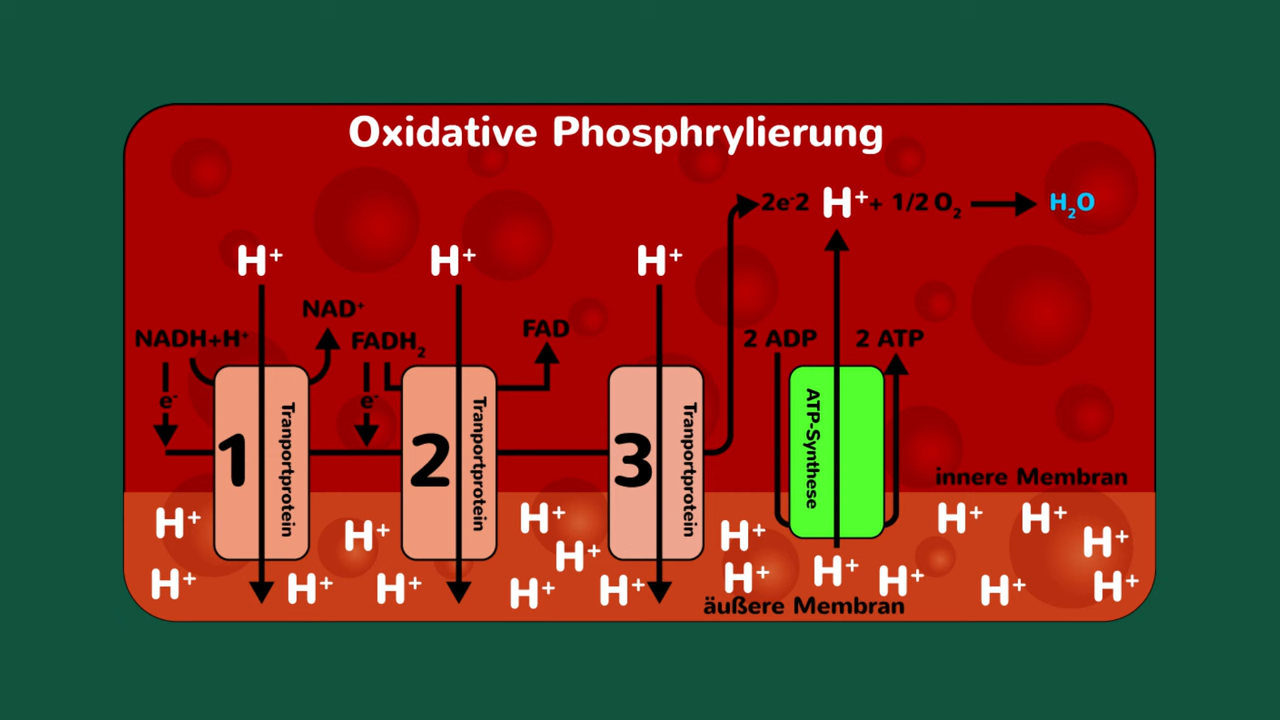 Oxidative Phosphrylierung
2e⁻2 H⁺ + 1/2 O₂ H₂O
H⁺ H⁺ H⁺
NADH+H⁺ NAD⁺ FADH₂ FAD 2 ADP 2 ATP
e⁻ e⁻
1 Tranportprotein
2 Tranportprotein
3 Tranportprotein
ATP-Synthese
innere Membran
H⁺ H⁺ H⁺ H⁺ H⁺ H⁺ H⁺ H⁺
H⁺ H⁺ H⁺ H⁺ H⁺ H⁺ H⁺ H⁺ H⁺ H⁺
äußere Membran